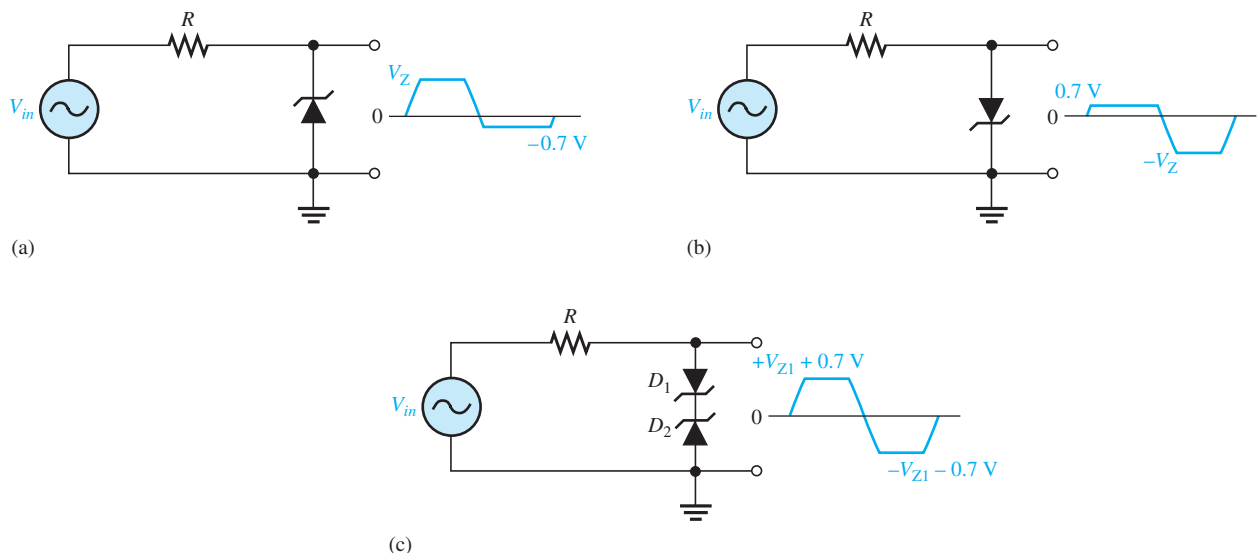 R
V_in
V_Z
0
−0.7 V
(a)
R
V_in
0.7 V
0
−V_Z
(b)
R
V_in
D_1
D_2
+V_Z1 + 0.7 V
0
−V_Z1 − 0.7 V
(c)